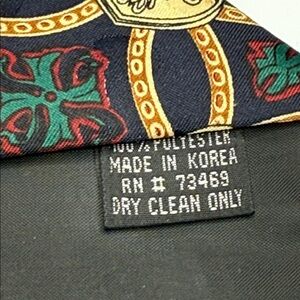 100% POLYESTER
MADE IN KOREA
RN # 73469
DRY CLEAN ONLY